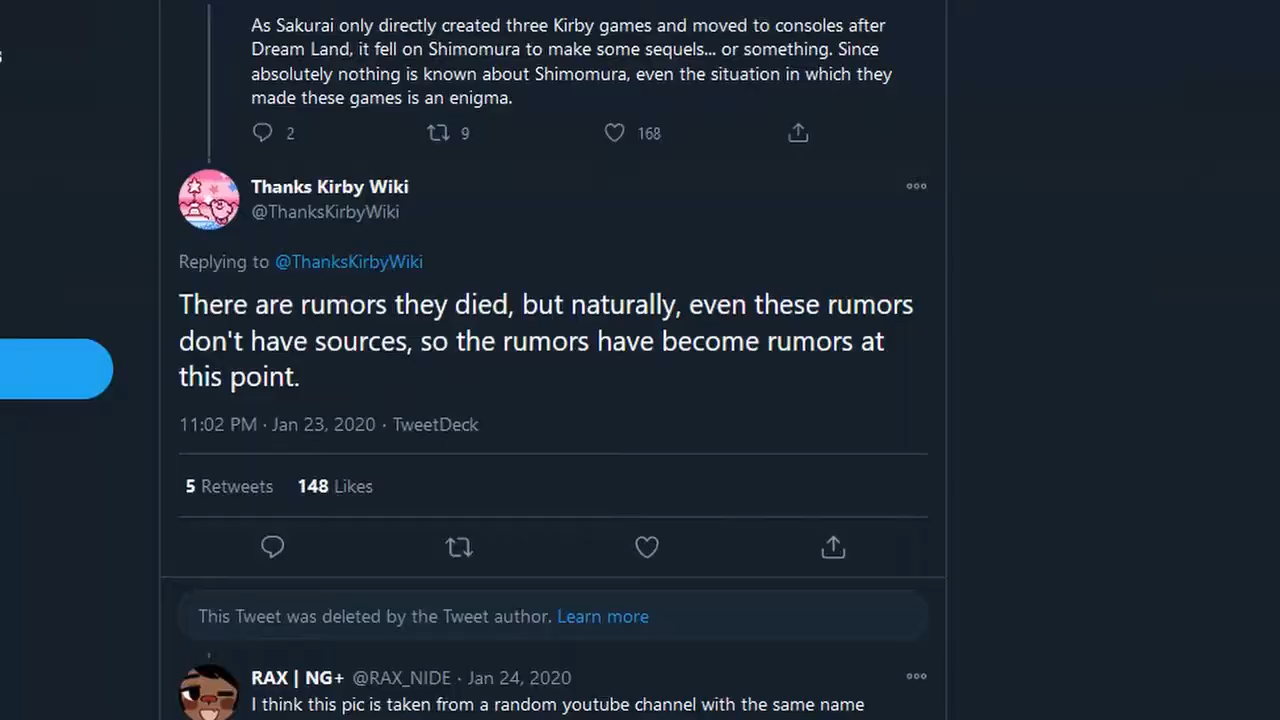 As Sakurai only directly created three Kirby games and moved to consoles after
Dream Land, it fell on Shimomura to make some sequels... or something. Since
absolutely nothing is known about Shimomura, even the situation in which they
made these games is an enigma.
2 9 168
Thanks Kirby Wiki
@ThanksKirbyWiki
Replying to @ThanksKirbyWiki
There are rumors they died, but naturally, even these rumors
don't have sources, so the rumors have become rumors at
this point.
11:02 PM · Jan 23, 2020 · TweetDeck
5 Retweets 148 Likes
This Tweet was deleted by the Tweet author. Learn more
RAX | NG+ @RAX_NIDE · Jan 24, 2020
I think this pic is taken from a random youtube channel with the same name